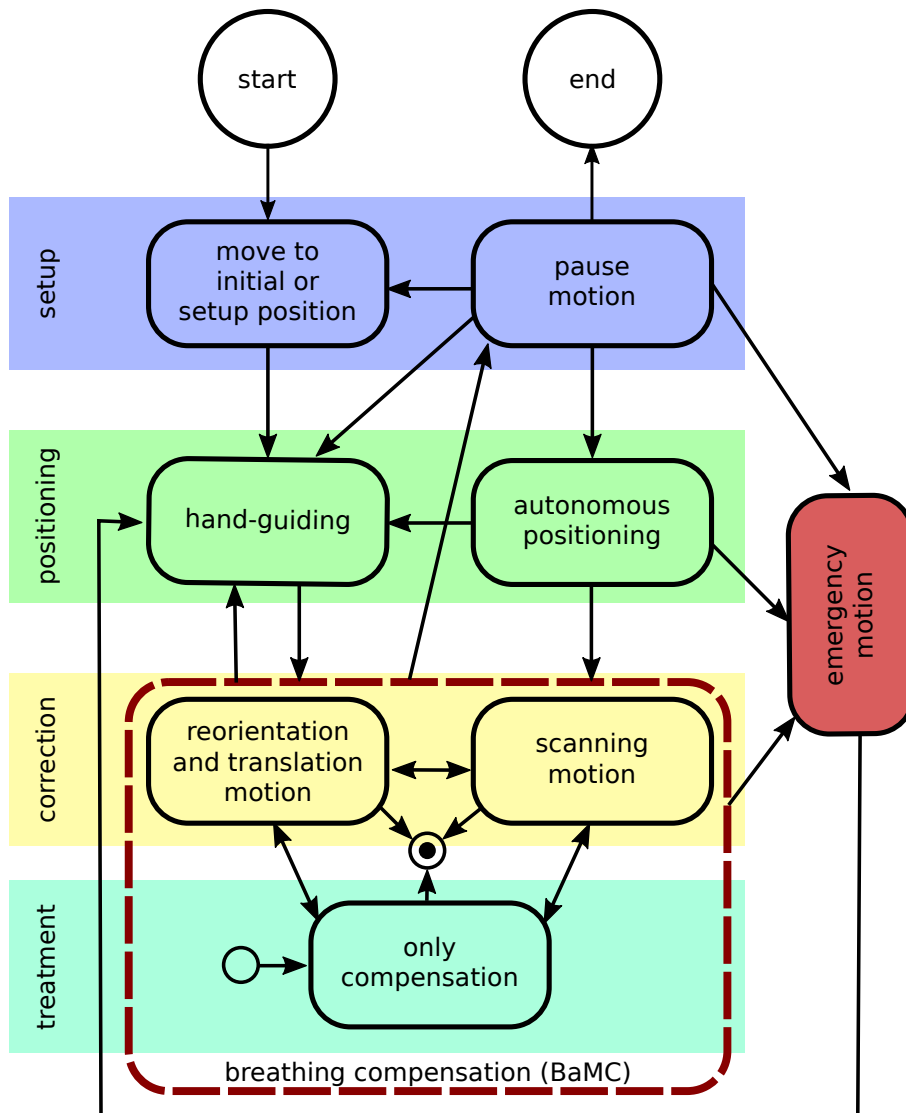 start
end
setup
move to
initial or
setup position
pause
motion
positioning
hand-guiding
autonomous
positioning
emergency
motion
correction
reorientation
and translation
motion
scanning
motion
treatment
only
compensation
breathing compensation (BaMC)